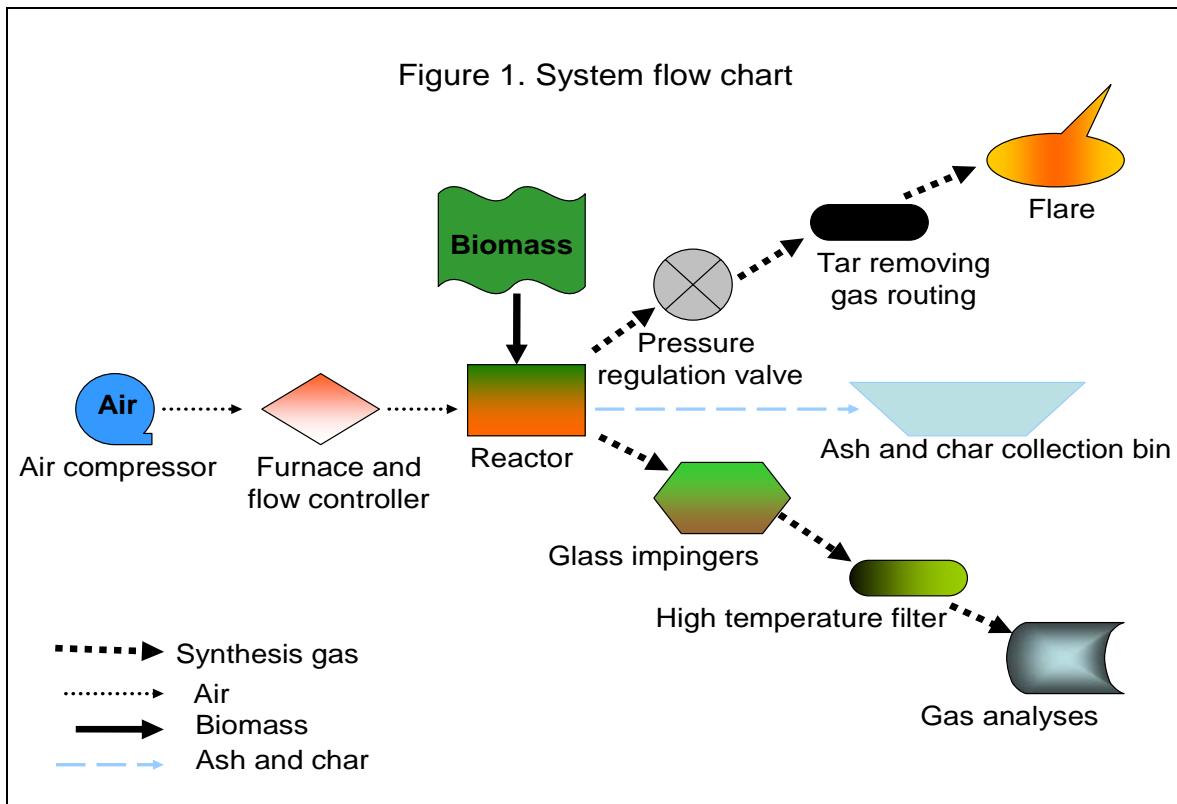 Figure 1. System flow chart
Flare
Biomass
Tar removing
gas routing
Pressure
regulation valve
Air
Air compressor
Furnace and
flow controller
Reactor
Ash and char collection bin
Glass impingers
High temperature filter
Gas analyses
Synthesis gas
Air
Biomass
Ash and char